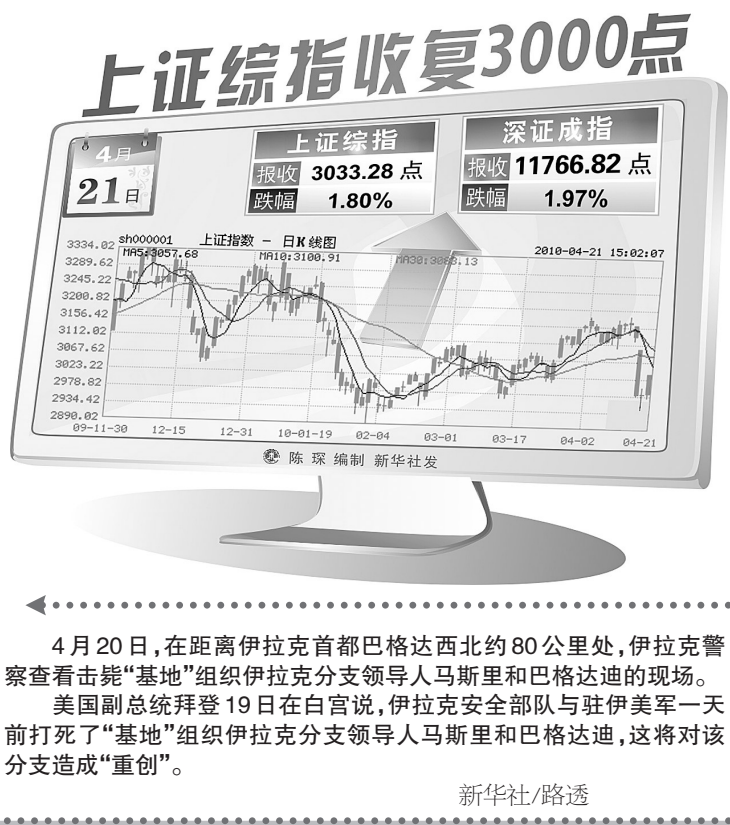 上证综指收复3000点
4月
21日
上证综指
报收 3033.28 点
跌幅 1.80%
深证成指
报收 11766.82 点
跌幅 1.97%
sh000001 上证指数 - 日K线图
2010-04-21 15:02:07
MA5:3057.68 MA10:3100.91 MA30:3083.13
3334.02
3289.62
3245.22
3200.82
3156.42
3112.02
3067.62
3023.22
2978.82
2934.42
2890.02
09-11-30 12-15 12-31 10-01-19 02-04 03-01 03-17 04-02 04-21
陈 琛 编制 新华社发
4月20日,在距离伊拉克首都巴格达西北约80公里处,伊拉克警
察查看击毙“基地”组织伊拉克分支领导人马斯里和巴格达迪的现场。
美国副总统拜登19日在白宫说,伊拉克安全部队与驻伊美军一天
前打死了“基地”组织伊拉克分支领导人马斯里和巴格达迪,这将对该
分支造成“重创”。
新华社/路透